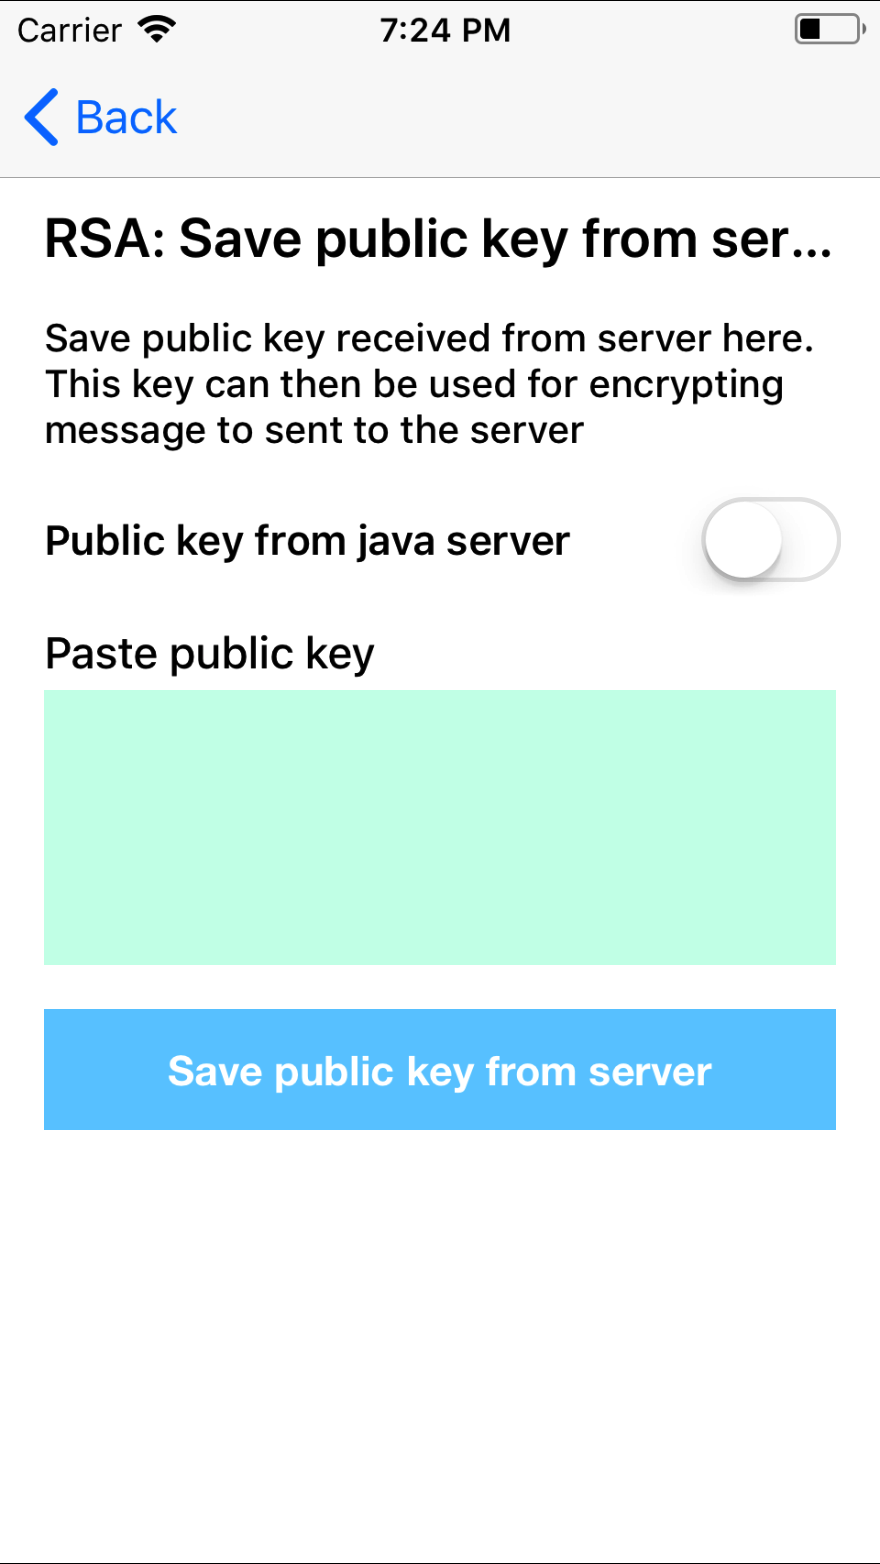 Carrier 7:24 PM
Back
RSA: Save public key from ser...
Save public key received from server here.
This key can then be used for encrypting
message to sent to the server
Public key from java server
Paste public key
Save public key from server